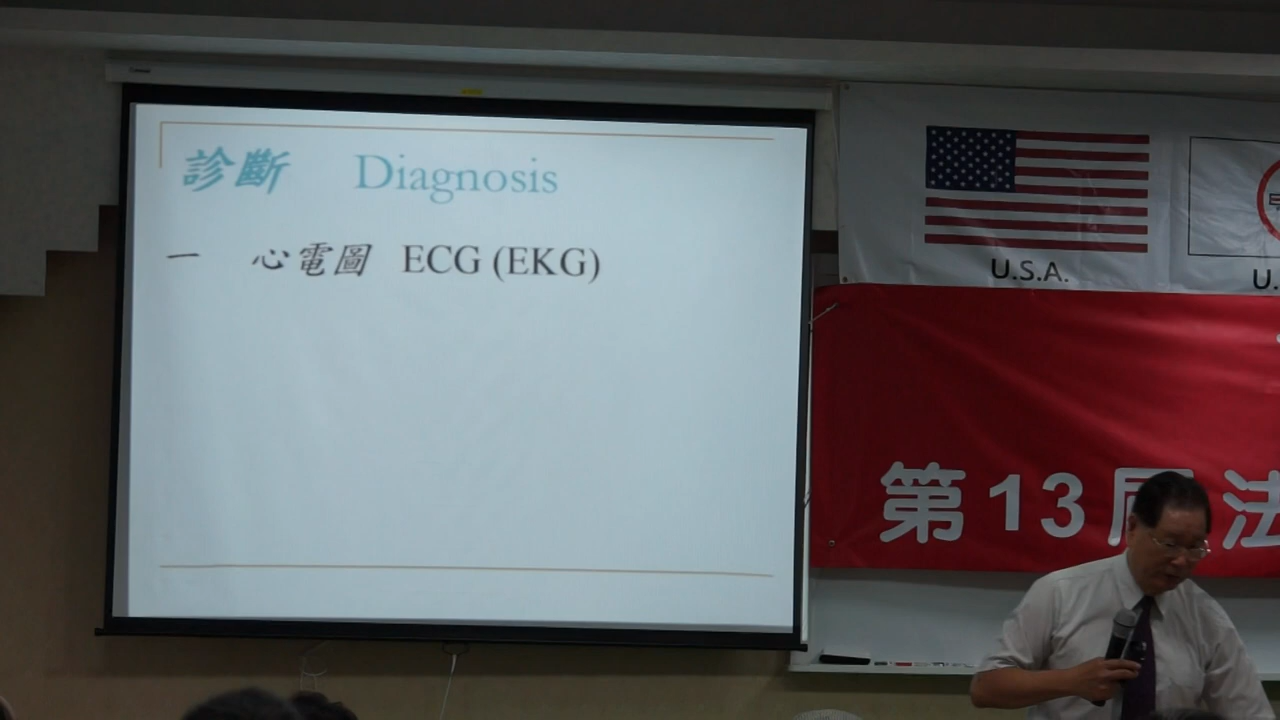 診斷 Diagnosis
一 心電圖 ECG (EKG)
U.S.A.
U.
第13屆法